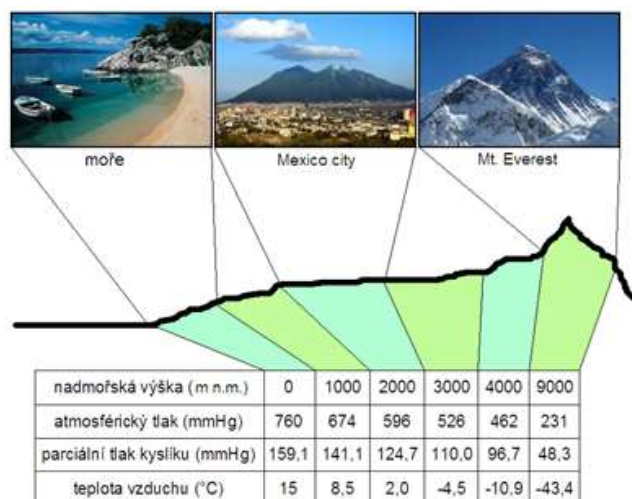 moře Mexico city Mt. Everest
nadmořská výška (m n.m.) 0 1000 2000 3000 4000 9000
atmosférický tlak (mmHg) 760 674 596 526 462 231
parciální tlak kyslíku (mmHg) 159,1 141,1 124,7 110,0 96,7 48,3
teplota vzduchu (°C) 15 8,5 2,0 -4,5 -10,9 -43,4